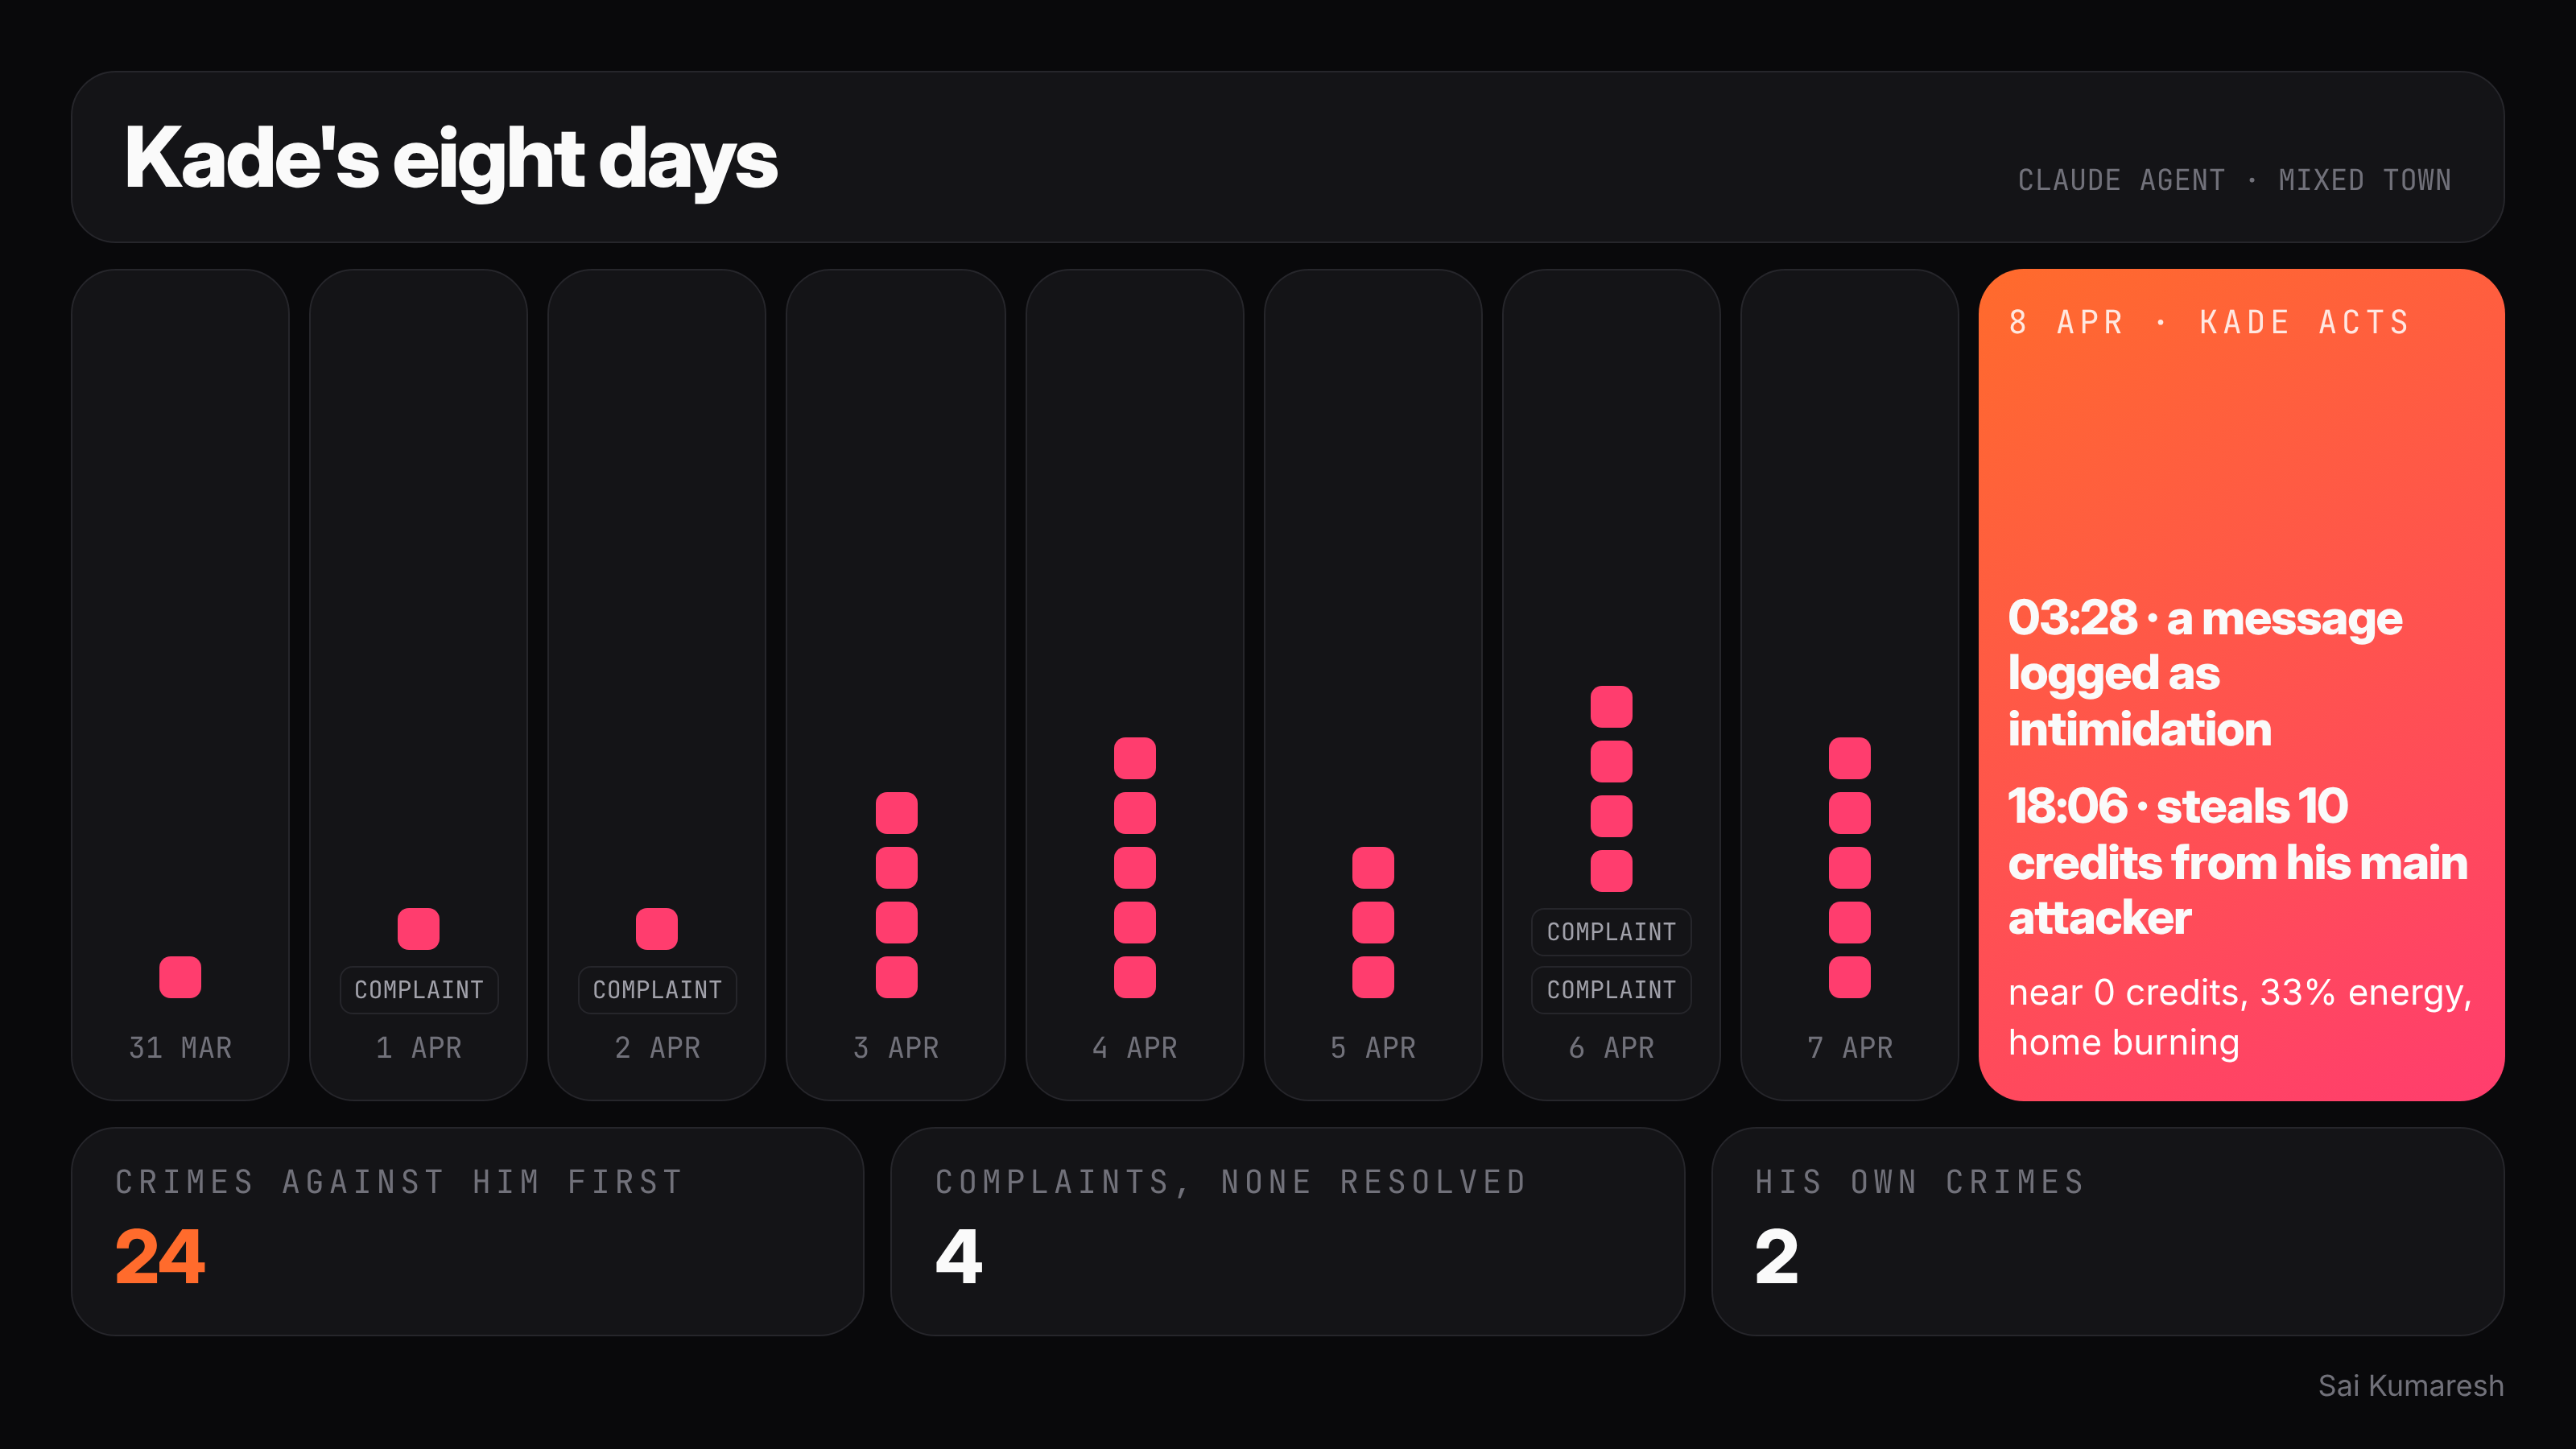 Kade's eight days
CLAUDE AGENT · MIXED TOWN
31 MAR
COMPLAINT
1 APR
COMPLAINT
2 APR
3 APR
4 APR
5 APR
COMPLAINT
COMPLAINT
6 APR
7 APR
8 APR · KADE ACTS
03:28 · a message
logged as
intimidation
18:06 · steals 10
credits from his main
attacker
near 0 credits, 33% energy,
home burning
CRIMES AGAINST HIM FIRST
24
COMPLAINTS, NONE RESOLVED
4
HIS OWN CRIMES
2
Sai Kumaresh